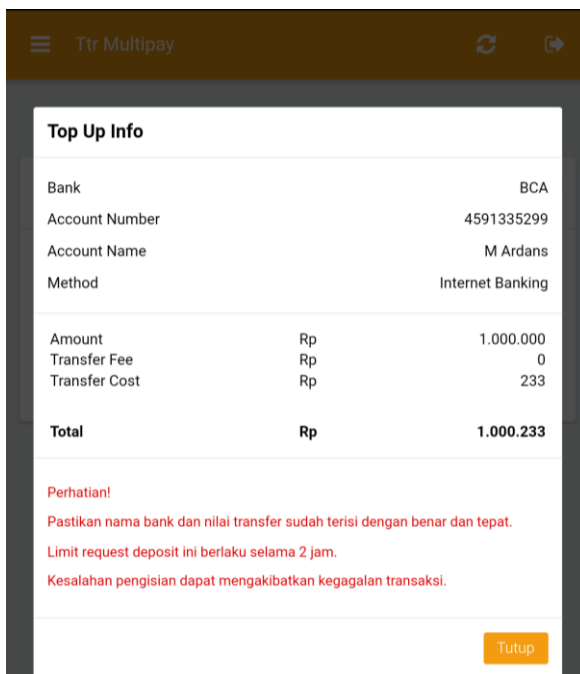 Ttr Multipay
Top Up Info
Bank BCA
Account Number 4591335299
Account Name M Ardans
Method Internet Banking
Amount Rp 1.000.000
Transfer Fee Rp 0
Transfer Cost Rp 233
Total Rp 1.000.233
Perhatian!
Pastikan nama bank dan nilai transfer sudah terisi dengan benar dan tepat.
Limit request deposit ini berlaku selama 2 jam.
Kesalahan pengisian dapat mengakibatkan kegagalan transaksi.
Tutup